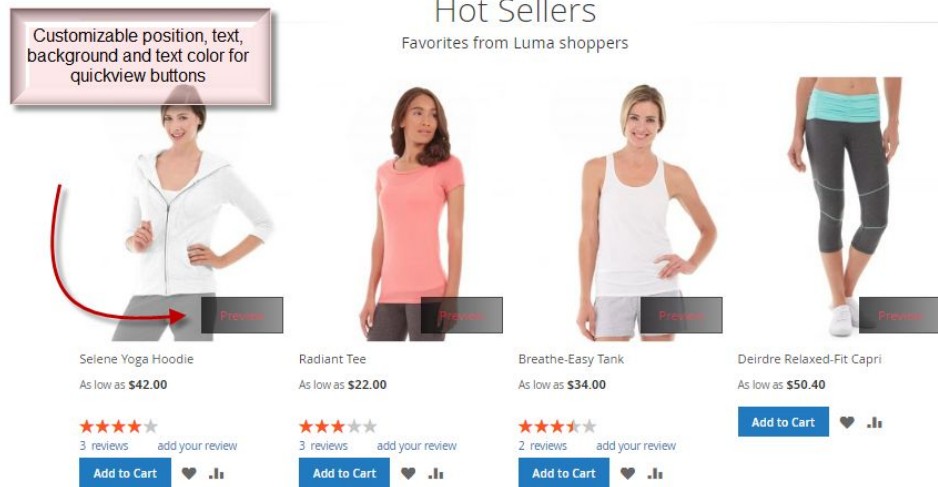 Hot Sellers
Favorites from Luma shoppers
Customizable position, text,
background and text color for
quickview buttons
Preview
Preview
Preview
Preview
Selene Yoga Hoodie
Radiant Tee
Breathe-Easy Tank
Deirdre Relaxed-Fit Capri
As low as $42.00
As low as $22.00
As low as $34.00
As low as $50.40
3 reviews add your review
3 reviews add your review
2 reviews add your review
Add to Cart
Add to Cart
Add to Cart
Add to Cart